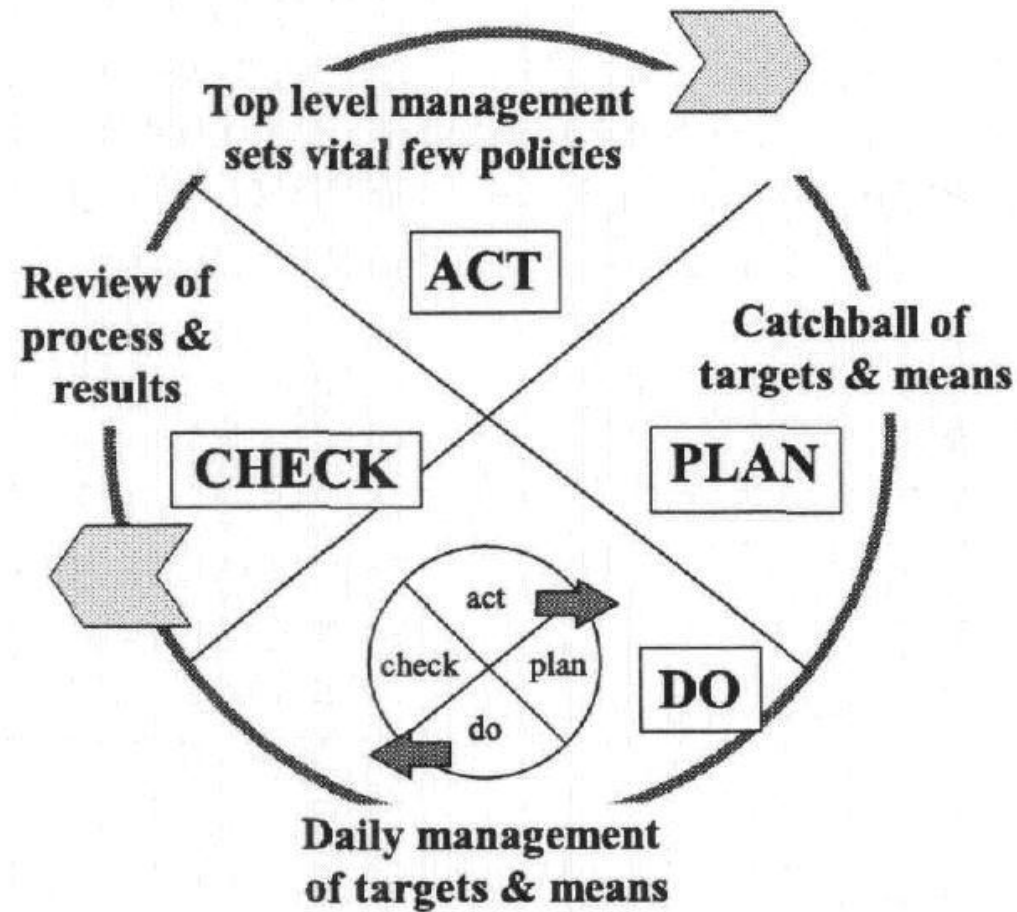 Top level management
sets vital few policies
ACT
Review of
process &
results
Catchball of
targets & means
CHECK
PLAN
act
check
plan
do
DO
Daily management
of targets & means